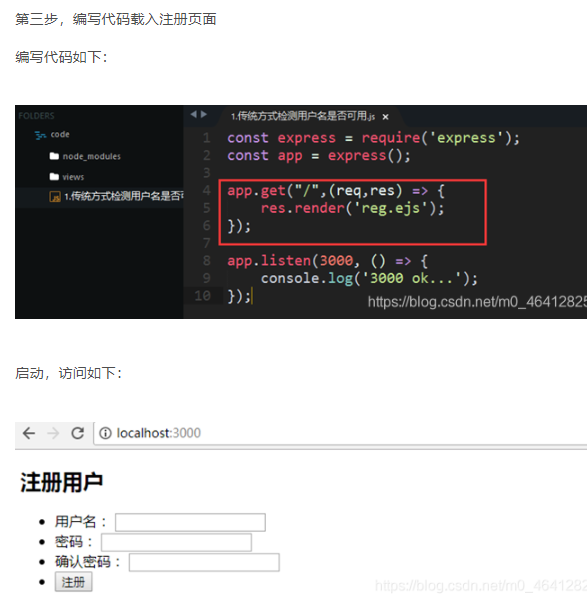 第三步，编写代码载入注册页面
编写代码如下：
FOLDERS
code
node_modules
views
1.传统方式检测用户名是否可
1.传统方式检测用户名是否可用.js ×
1 const express = require('express');
2 const app = express();
3
4 app.get("/",(req,res) => {
5 res.render('reg.ejs');
6 });
7
8 app.listen(3000, () => {
9 console.log('3000 ok...');
10 });
https://blog.csdn.net/m0_46412825
启动，访问如下：
localhost:3000
注册用户
用户名：
密码：
确认密码：
注册
https://blog.csdn.net/m0_4641282